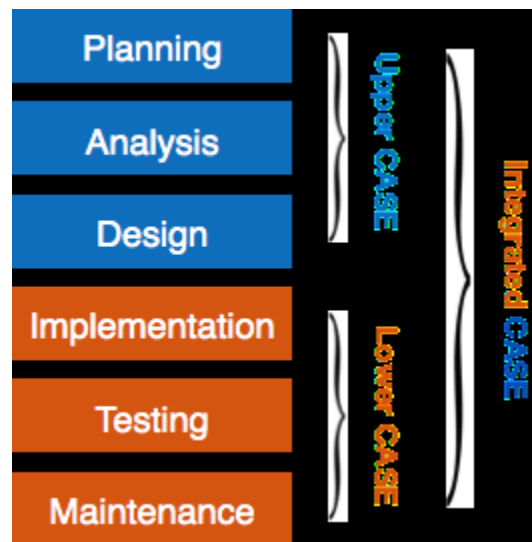 Planning
Analysis
Design
Implementation
Testing
Maintenance
Upper CASE
Lower CASE
Integrated CASE